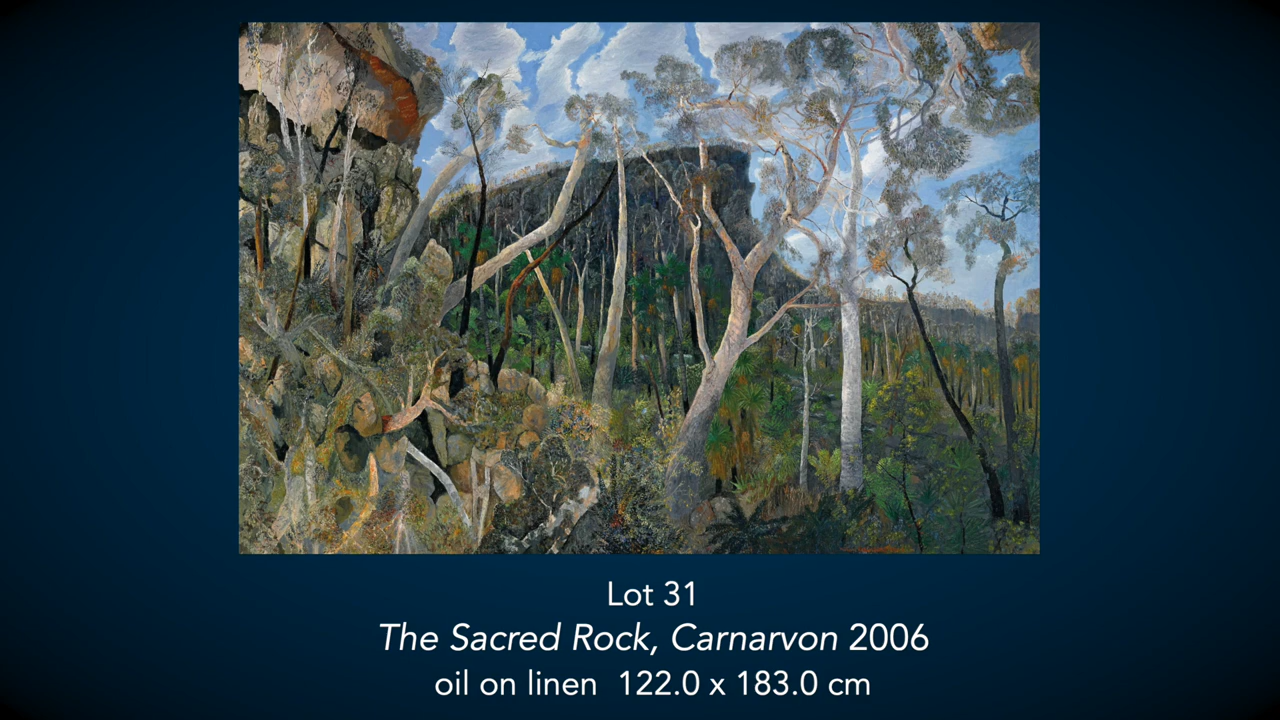 Lot 31
The Sacred Rock, Carnarvon 2006
oil on linen 122.0 x 183.0 cm